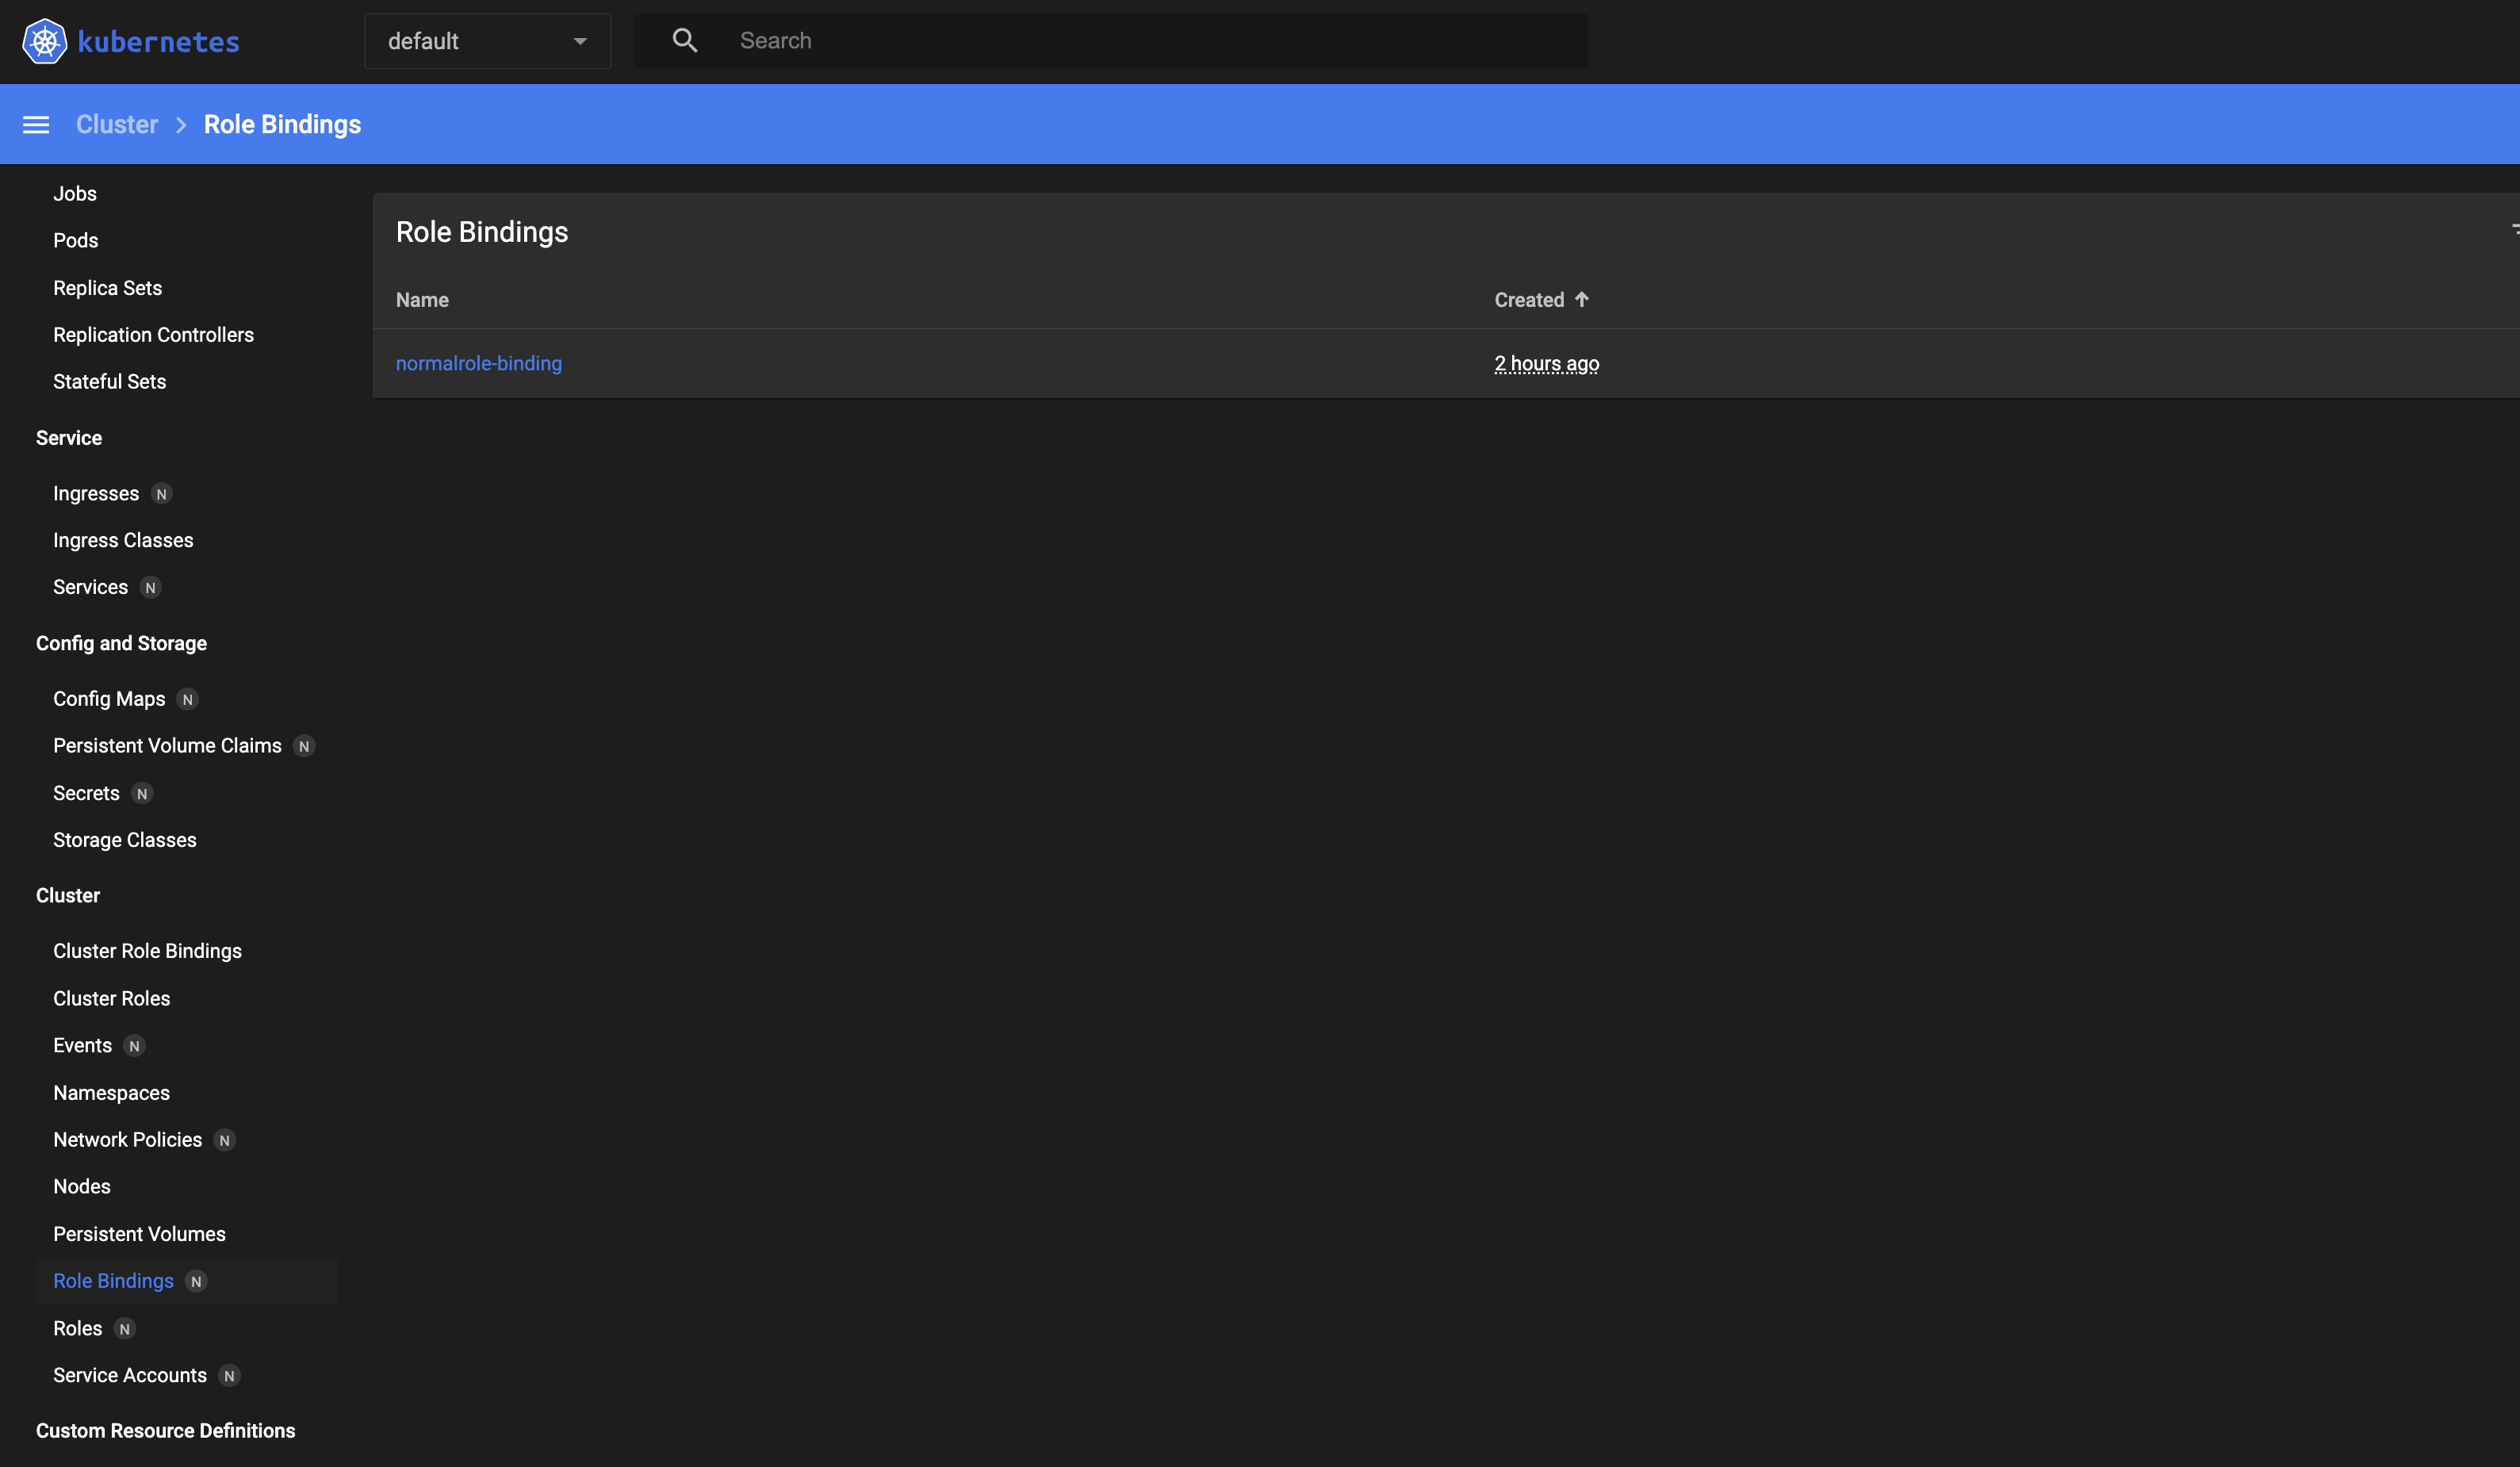 kubernetes
default
Search
Cluster > Role Bindings
Jobs
Pods
Replica Sets
Replication Controllers
Stateful Sets
Service
Ingresses N
Ingress Classes
Services N
Config and Storage
Config Maps N
Persistent Volume Claims N
Secrets N
Storage Classes
Cluster
Cluster Role Bindings
Cluster Roles
Events N
Namespaces
Network Policies N
Nodes
Persistent Volumes
Role Bindings N
Roles N
Service Accounts N
Custom Resource Definitions
Role Bindings
Name Created
normalrole-binding 2 hours ago